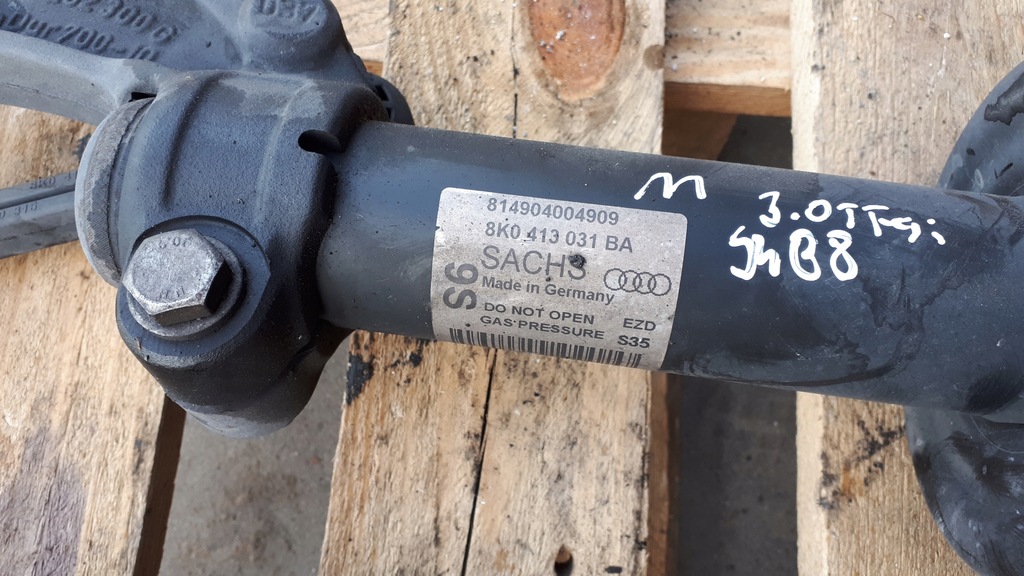 D37
814904004909
8K0 413 031 BA
SACHS
Made in Germany
S6
DO NOT OPEN EZD
GAS PRESSURE S35
M 3.0TFSi
S4B8